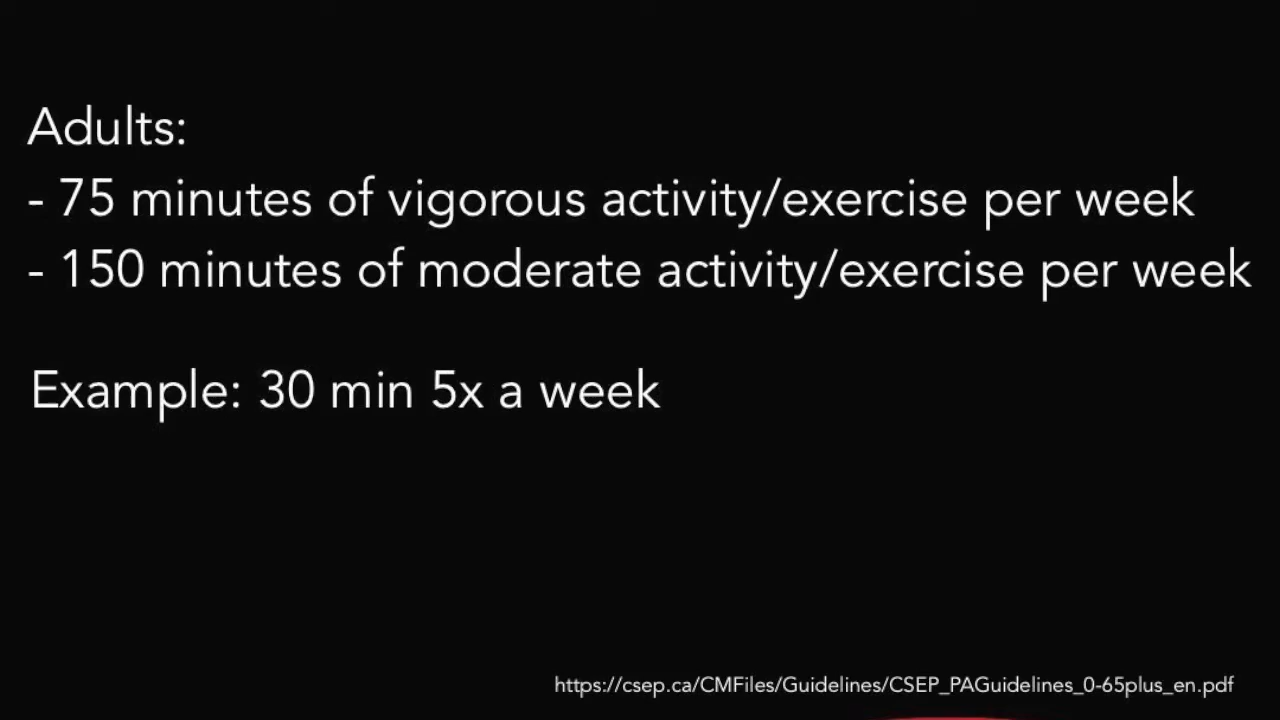 Adults:
- 75 minutes of vigorous activity/exercise per week
- 150 minutes of moderate activity/exercise per week
Example: 30 min 5x a week
https://csep.ca/CMFiles/Guidelines/CSEP_PAGuidelines_0-65plus_en.pdf